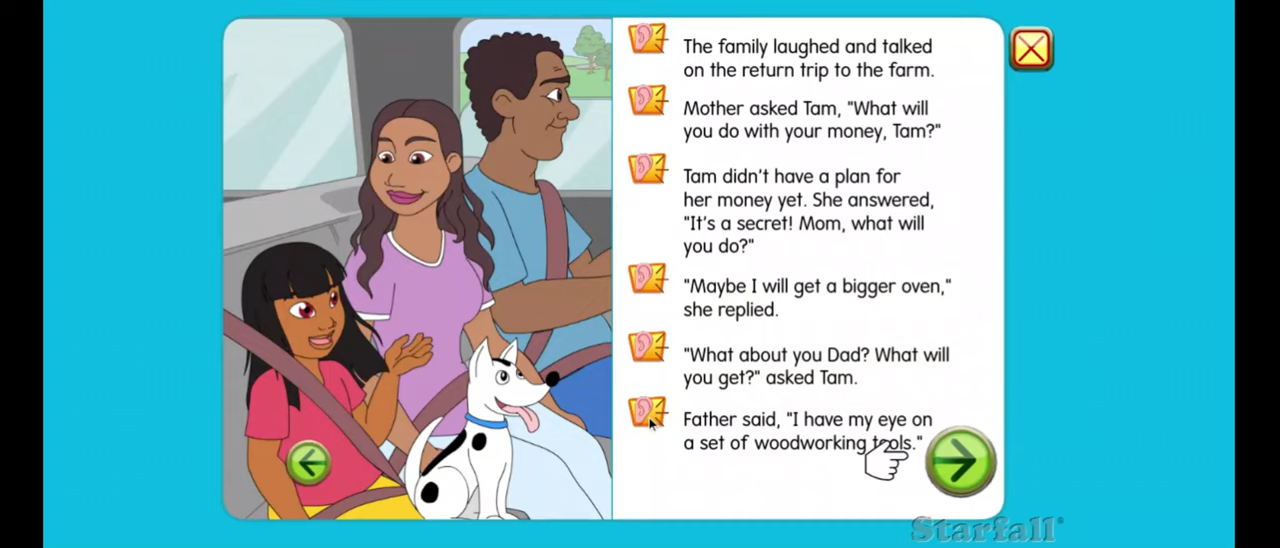 The family laughed and talked
on the return trip to the farm.
Mother asked Tam, "What will
you do with your money, Tam?"
Tam didn't have a plan for
her money yet. She answered,
"It's a secret! Mom, what will
you do?"
"Maybe I will get a bigger oven,"
she replied.
"What about you Dad? What will
you get?" asked Tam.
Father said, "I have my eye on
a set of woodworking tools."
Starfall